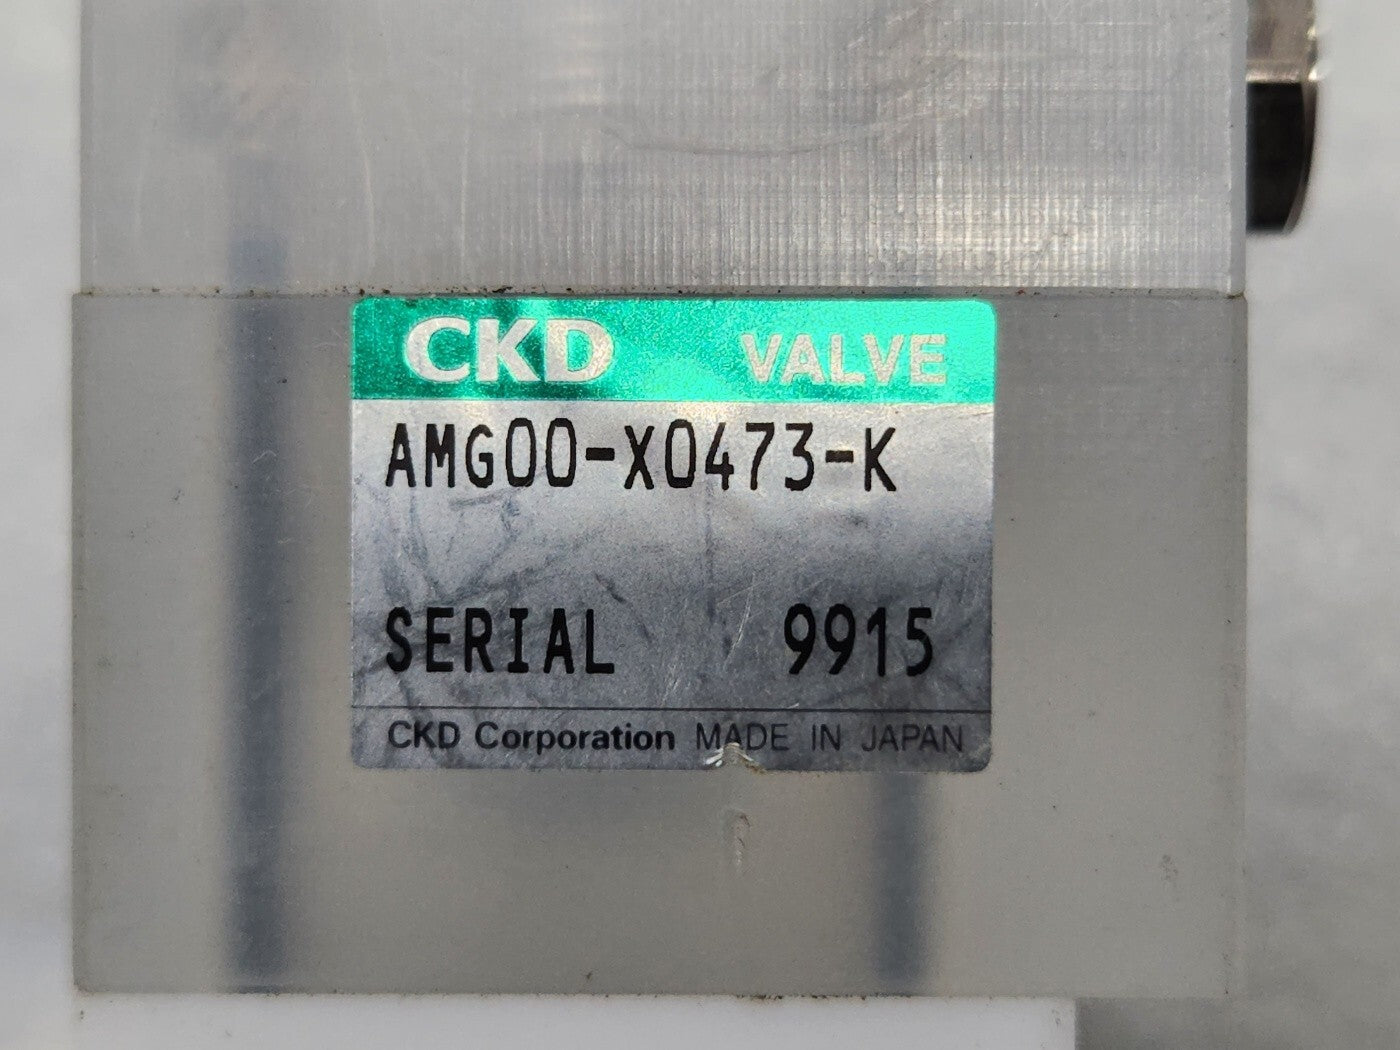 CKD VALVE
AMG00-X0473-K
SERIAL 9915
CKD Corporation MADE IN JAPAN